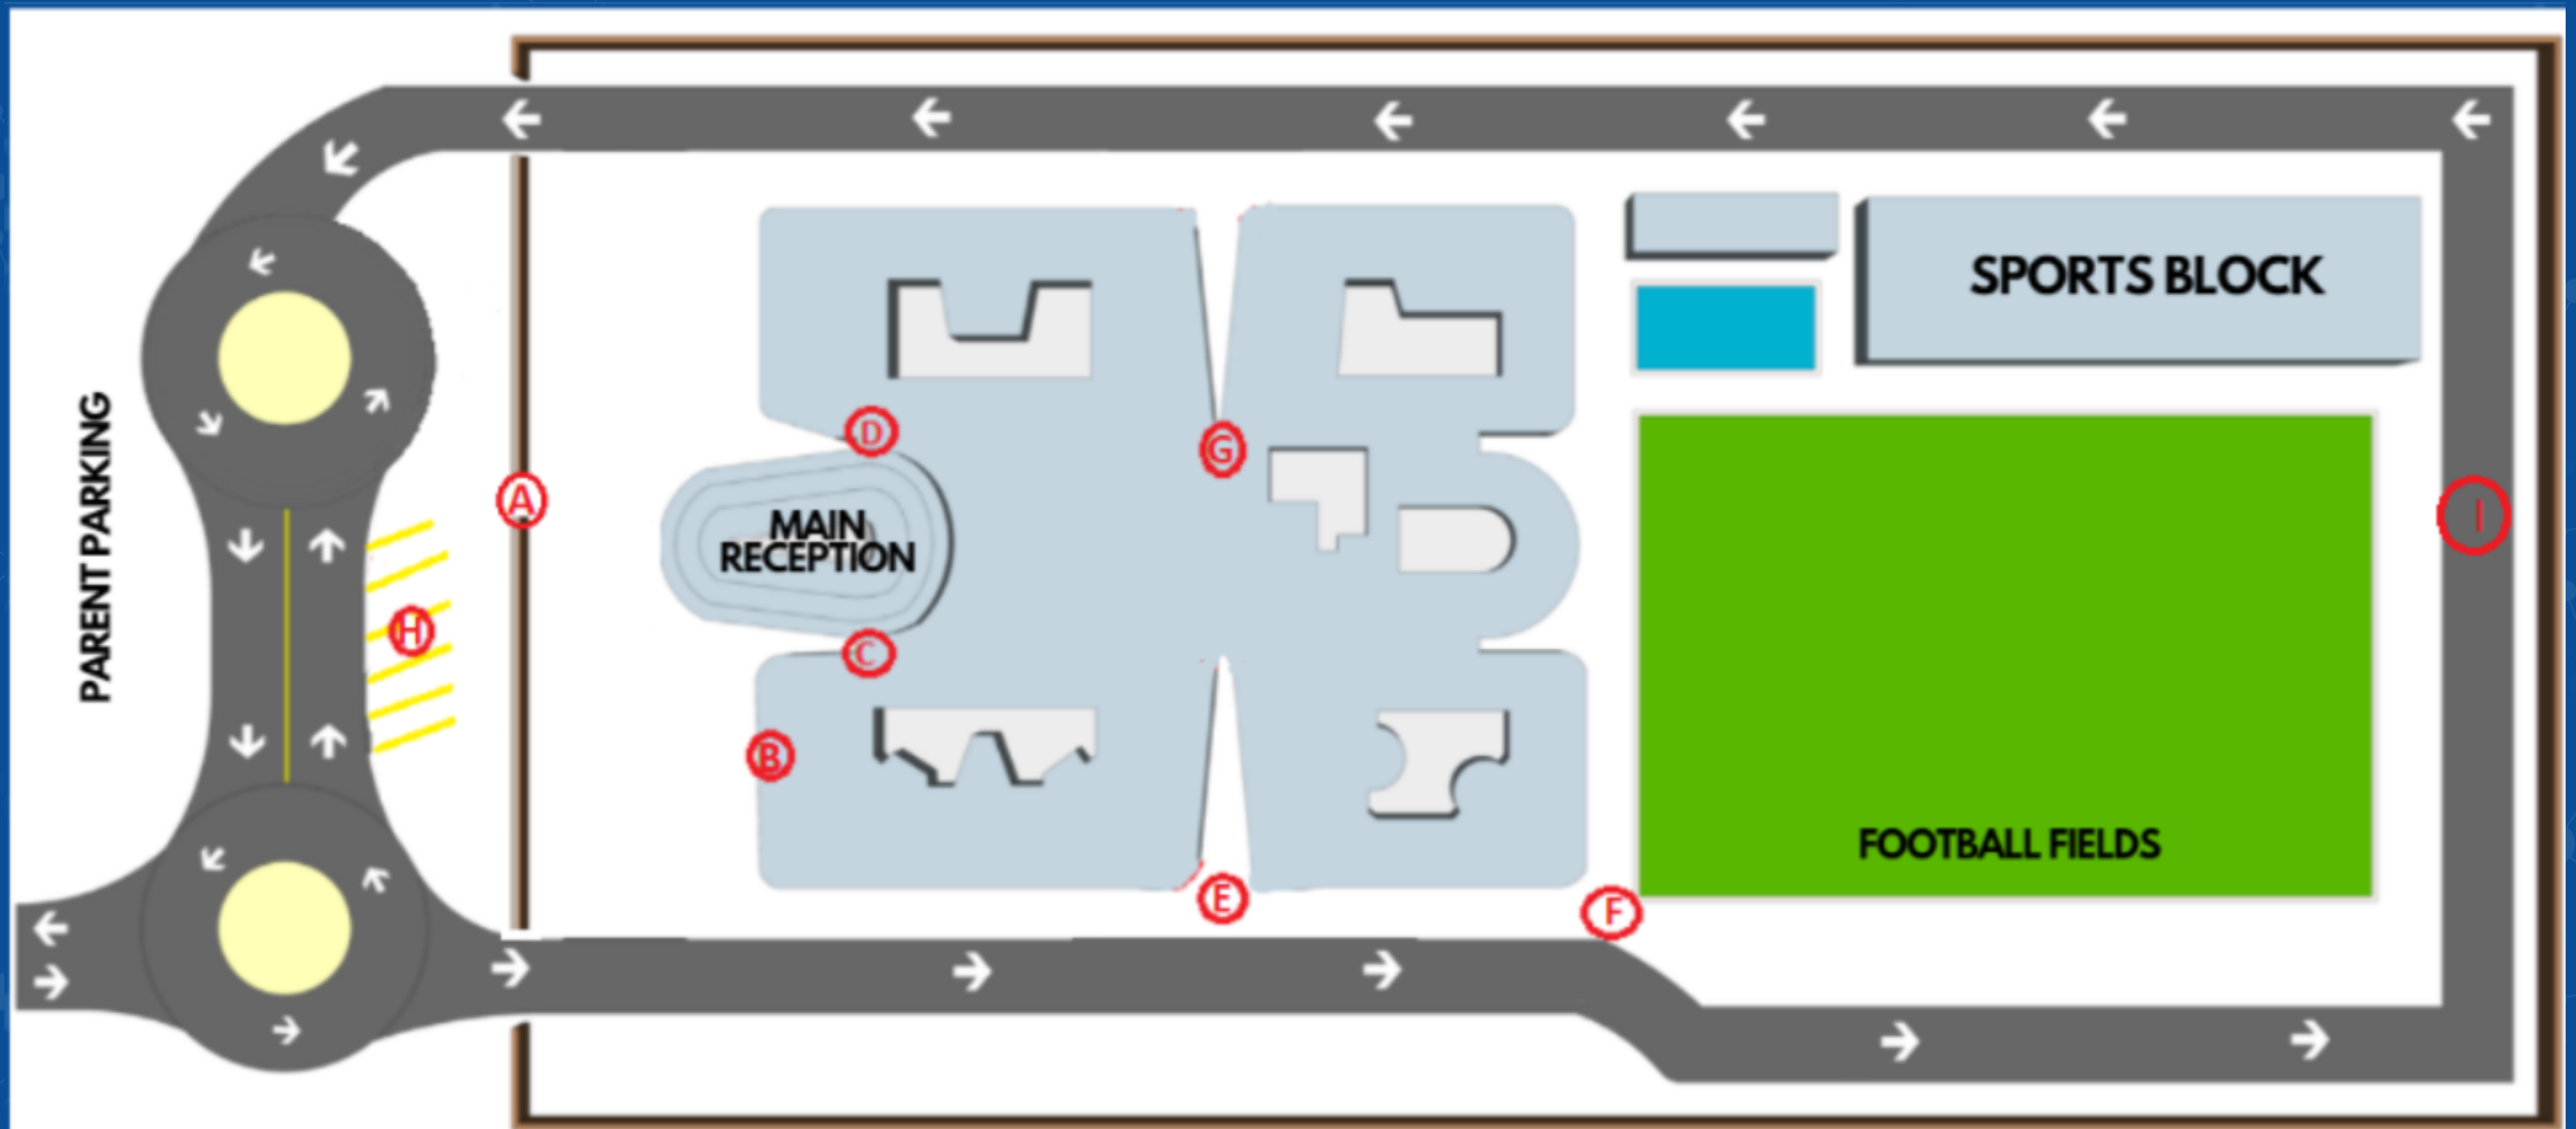 SPORTS BLOCK
PARENT PARKING
D
G
A
MAIN
RECEPTION
I
H
C
B
FOOTBALL FIELDS
E
F